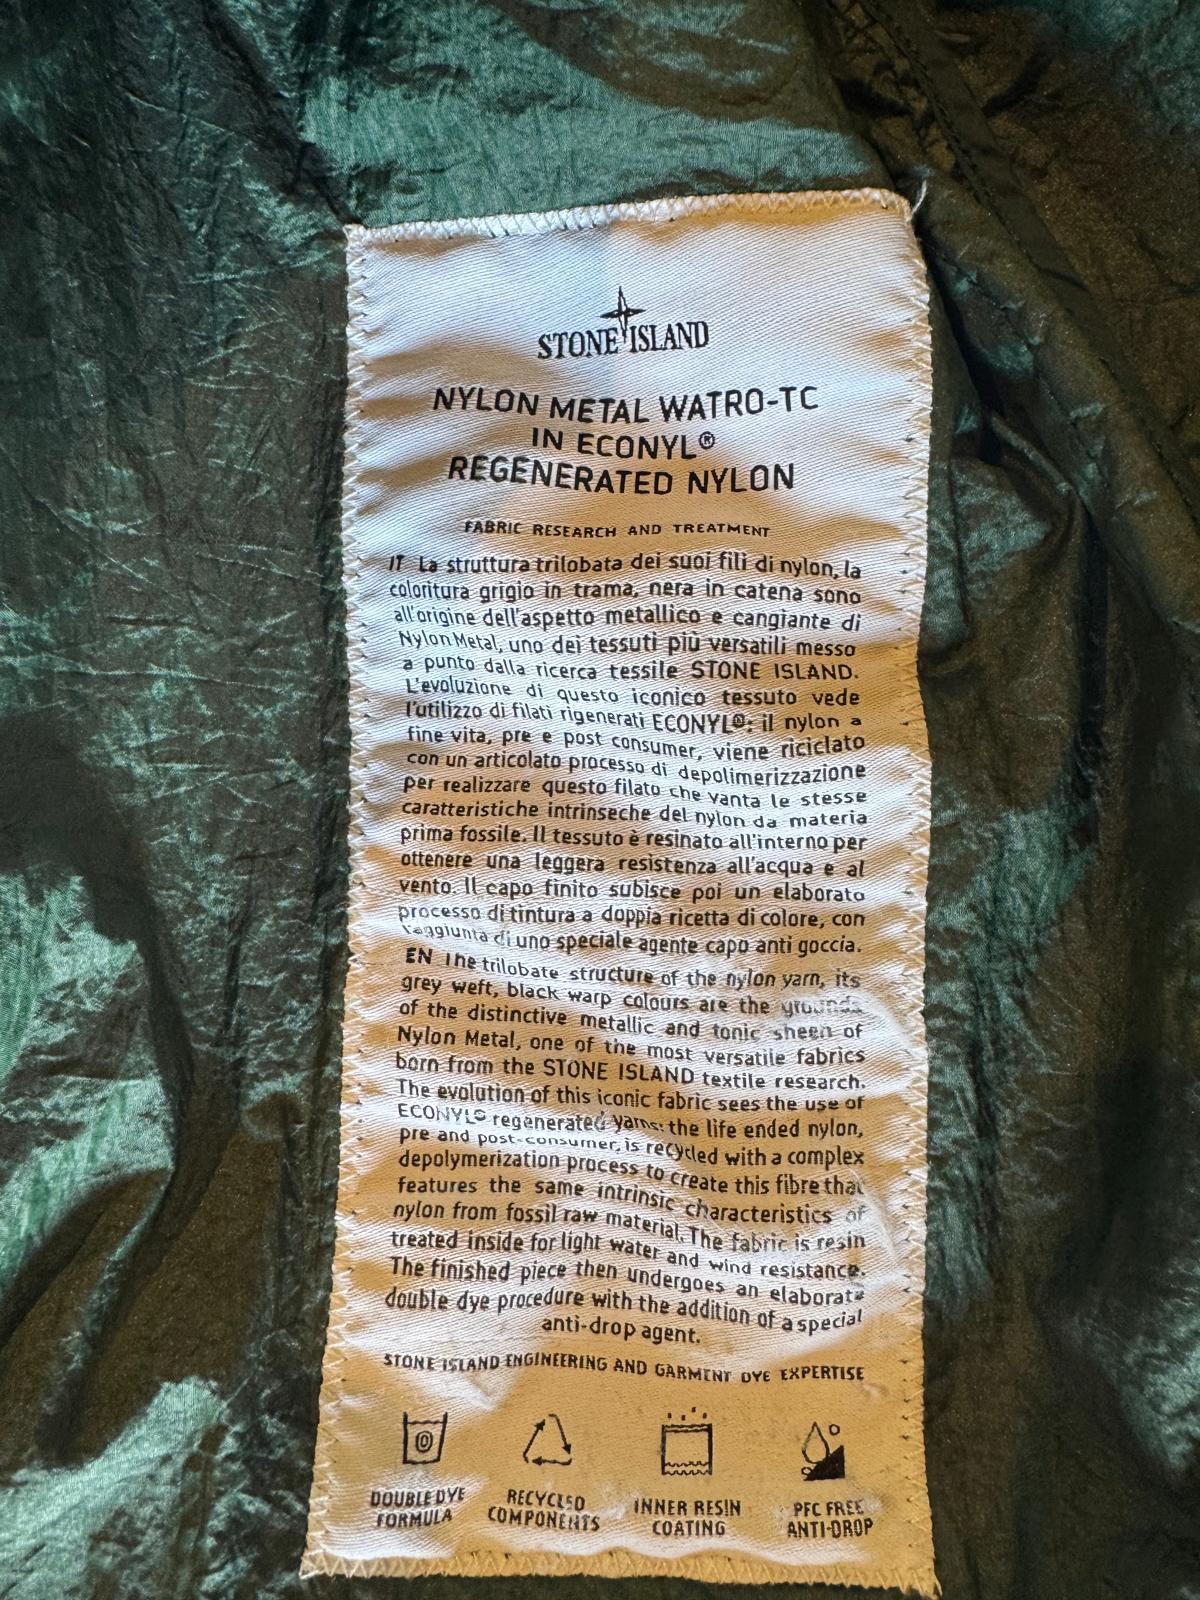 STONE ISLAND
NYLON METAL WATRO-TC
IN ECONYL®
REGENERATED NYLON
FABRIC RESEARCH AND TREATMENT
IT La struttura trilobata dei suoi fili di nylon, la
coloritura grigio in trama, nera in catena sono
all'origine dell'aspetto metallico e cangiante di
Nylon Metal, uno dei tessuti più versatili messo
a punto dalla ricerca tessile STONE ISLAND.
L'evoluzione di questo iconico tessuto vede
l'utilizzo di filati rigenerati ECONYL®: il nylon a
fine vita, pre e post consumer, viene riciclato
con un articolato processo di depolimerizzazione
per realizzare questo filato che vanta le stesse
caratteristiche intrinseche del nylon da materia
prima fossile. Il tessuto è resinato all'interno per
ottenere una leggera resistenza all'acqua e al
vento. Il capo finito subisce poi un elaborato
processo di tintura a doppia ricetta di colore, con
l'aggiunta di uno speciale agente capo anti goccia.
EN The trilobate structure of the nylon yarn, its
grey weft, black warp colours are the grounds
of the distinctive metallic and tonic sheen of
Nylon Metal, one of the most versatile fabrics
born from the STONE ISLAND textile research.
The evolution of this iconic fabric sees the use of
ECONYL® regenerated yarns: the life ended nylon,
pre and post-consumer, is recycled with a complex
depolymerization process to create this fibre that
features the same intrinsic characteristics of
nylon from fossil raw material. The fabric is resin
treated inside for light water and wind resistance.
The finished piece then undergoes an elaborate
double dye procedure with the addition of a special
anti-drop agent.
STONE ISLAND ENGINEERING AND GARMENT DYE EXPERTISE
DOUBLE DYE
FORMULA
RECYCLED
COMPONENTS
INNER RESIN
COATING
PFC FREE
ANTI-DROP